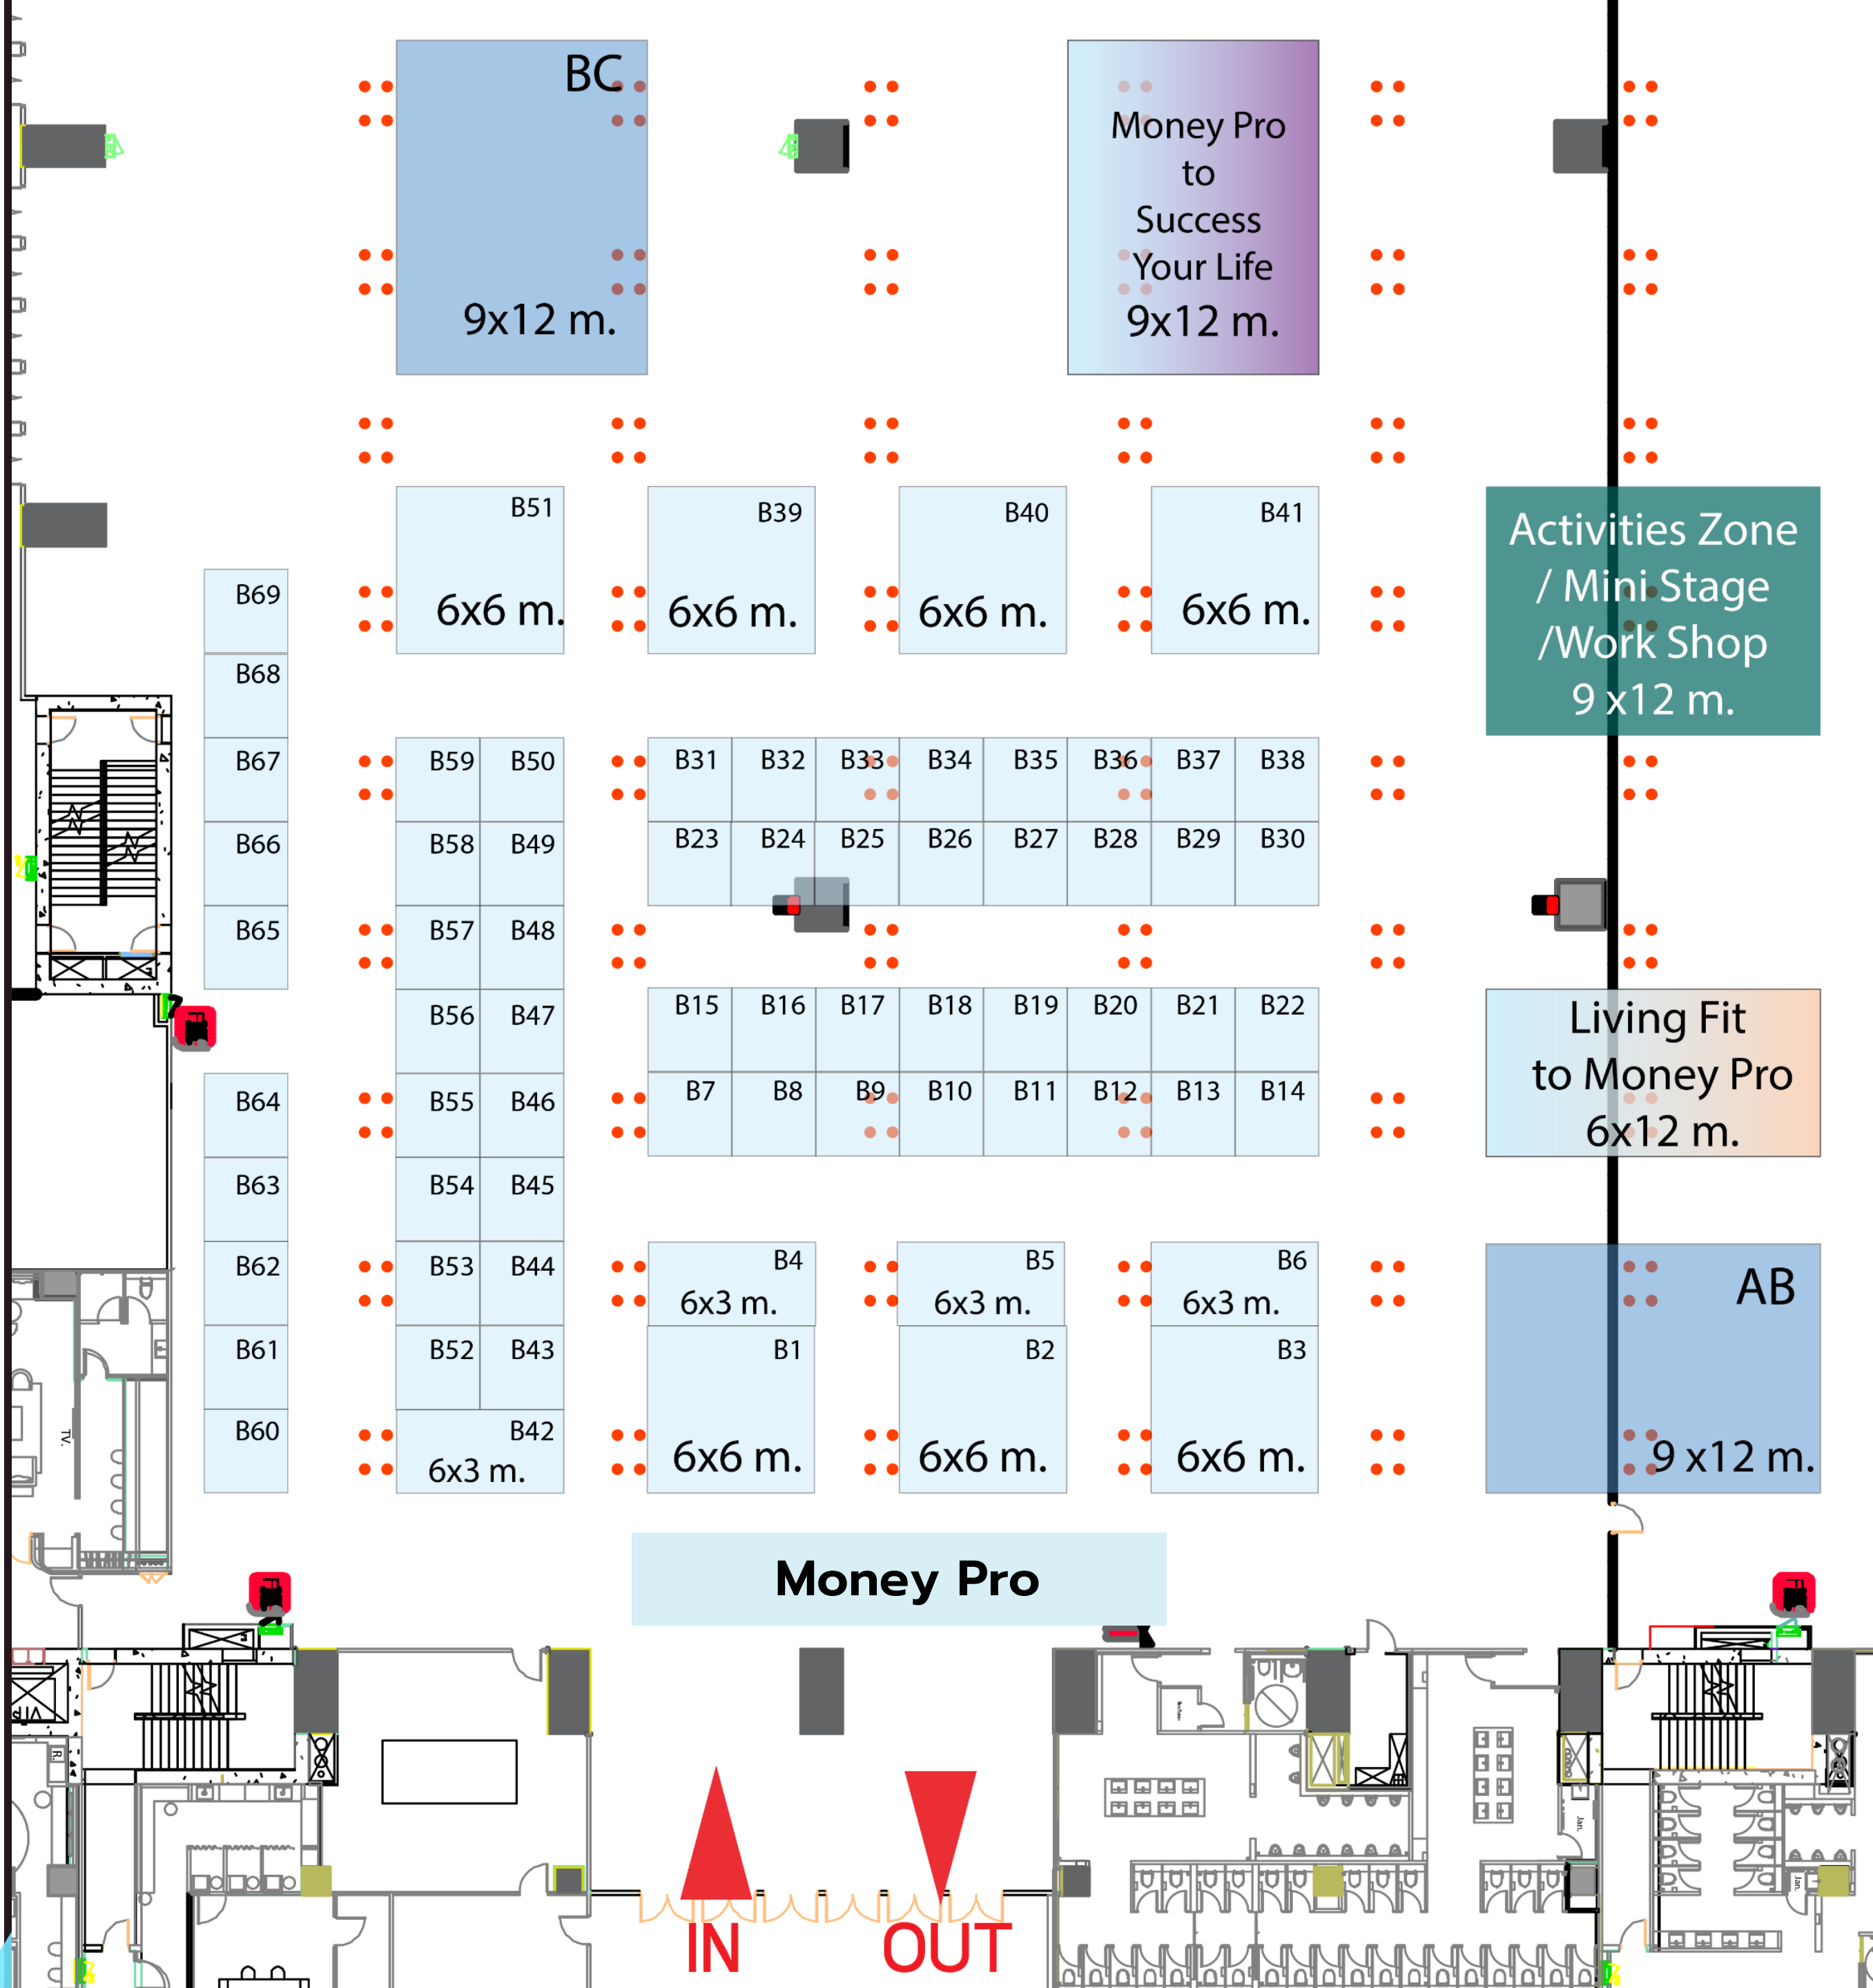 BC
9x12 m.
Money Pro
to
Success
Your Life
9x12 m.
B51
6x6 m.
B39
6x6 m.
B40
6x6 m.
B41
6x6 m.
Activities Zone
/ Mini Stage
/Work Shop
9 x12 m.
B69
B68
B67
B66
B65
B59 B50
B58 B49
B57 B48
B56 B47
B55 B46
B54 B45
B53 B44
B52 B43
B42
6x3 m.
B31 B32 B33 B34 B35 B36 B37 B38
B23 B24 B25 B26 B27 B28 B29 B30
B15 B16 B17 B18 B19 B20 B21 B22
B7 B8 B9 B10 B11 B12 B13 B14
Living Fit
to Money Pro
6x12 m.
B64
B63
B62
B61
B60
B4
6x3 m.
B5
6x3 m.
B6
6x3 m.
B1
6x6 m.
B2
6x6 m.
B3
6x6 m.
AB
9 x12 m.
TV.
Money Pro
VIP
R.
Jan.
Jan.
IN
OUT